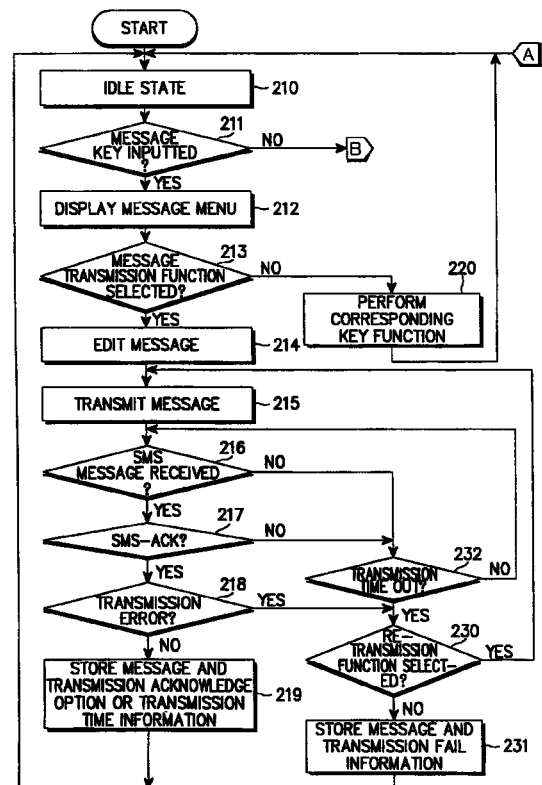 START
A
IDLE STATE
210
MESSAGE
KEY INPUTTED
?
211
NO
B
YES
DISPLAY MESSAGE MENU
212
MESSAGE
TRANSMISSION FUNCTION
SELECTED?
213
NO
220
YES
PERFORM
CORRESPONDING
KEY FUNCTION
EDIT MESSAGE
214
TRANSMIT MESSAGE
215
SMS
MESSAGE RECEIVED
?
216
NO
YES
217
SMS-ACK?
NO
232
TRANSMISSION
TIME OUT?
NO
YES
218
TRANSMISSION
ERROR?
YES
YES
230
RE-
TRANSMISSION
FUNCTION SELECT-
ED?
YES
NO
STORE MESSAGE AND
TRANSMISSION ACKNOWLEDGE
OPTION OR TRANSMISSION
TIME INFORMATION
219
NO
STORE MESSAGE AND
TRANSMISSION FAIL
INFORMATION
231